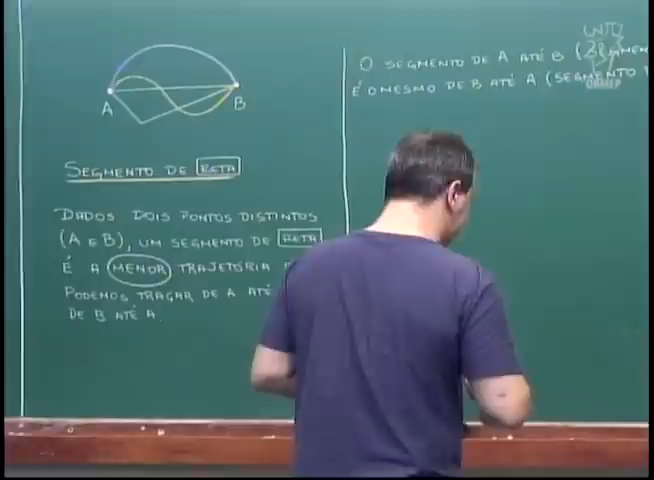 A
B
SEGMENTO DE RETA
DADOS DOIS PONTOS DISTINTOS
(A E B), UM SEGMENTO DE RETA
É A MENOR TRAJETÓRIA
PODEMOS TRAÇAR DE A ATÉ
DE B ATÉ A.
O SEGMENTO DE A ATÉ B (
É O MESMO DE B ATÉ A (SEGMENTO